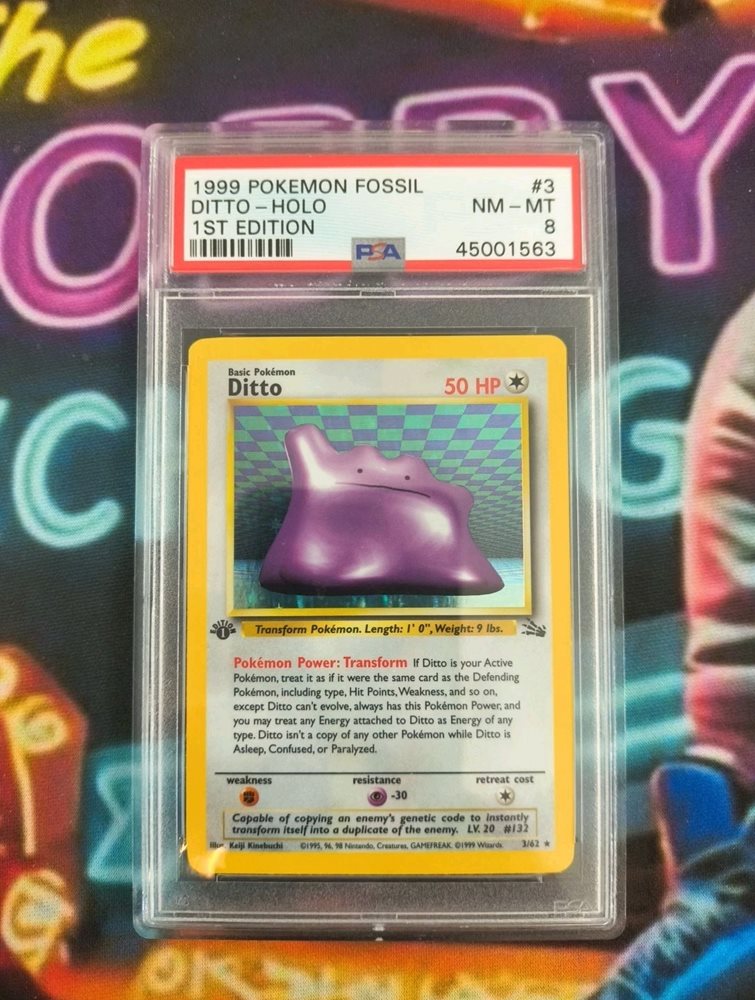 the
1999 POKEMON FOSSIL #3
DITTO – HOLO NM – MT
1ST EDITION 8
PSA 45001563
Basic Pokémon
Ditto 50 HP
EDITION 1
Transform Pokémon. Length: 1' 0", Weight: 9 lbs.
Pokémon Power: Transform If Ditto is your Active
Pokémon, treat it as if it were the same card as the Defending
Pokémon, including type, Hit Points, Weakness, and so on,
except Ditto can't evolve, always has this Pokémon Power, and
you may treat any Energy attached to Ditto as Energy of any
type. Ditto isn't a copy of any other Pokémon while Ditto is
Asleep, Confused, or Paralyzed.
weakness resistance retreat cost
-30
Capable of copying an enemy's genetic code to instantly
transform itself into a duplicate of the enemy. LV. 20 #132
Illus. Keiji Kinebuchi ©1995, 96, 98 Nintendo, Creatures, GAMEFREAK. ©1999 Wizards. 3/62 ★
PSA